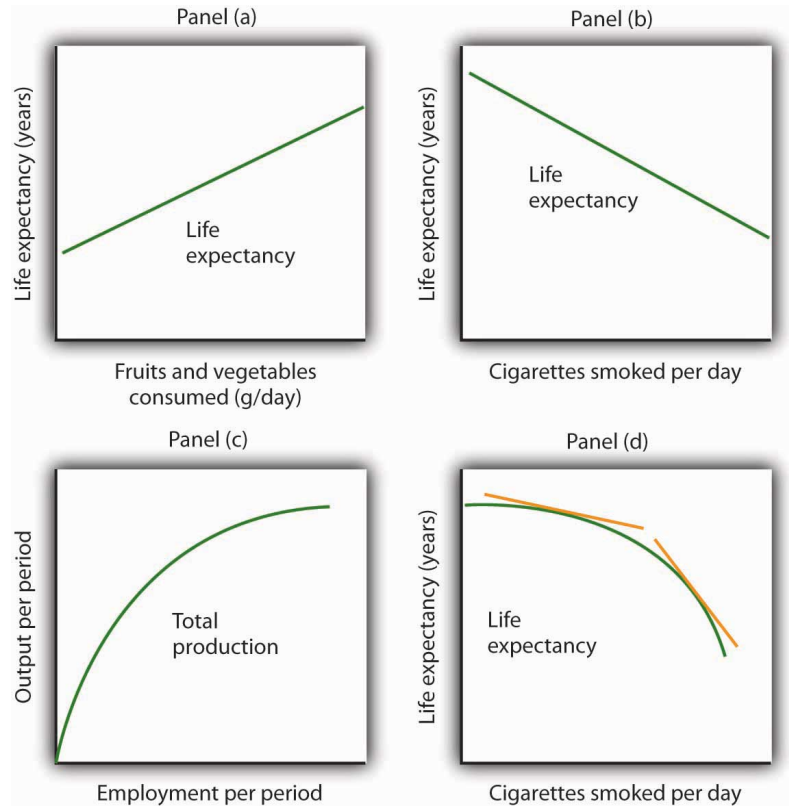 Panel (a)
Life expectancy (years)
Life
expectancy
Fruits and vegetables
consumed (g/day)
Panel (b)
Life expectancy (years)
Life
expectancy
Cigarettes smoked per day
Panel (c)
Output per period
Total
production
Employment per period
Panel (d)
Life expectancy (years)
Life
expectancy
Cigarettes smoked per day